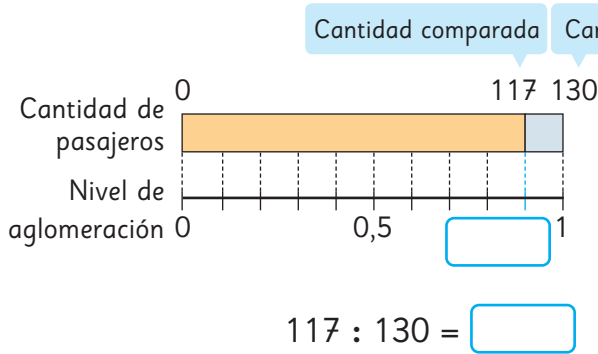 Cantidad comparada
0 117 130
Cantidad de
pasajeros
Nivel de
aglomeración 0 0,5 1
117 : 130 =